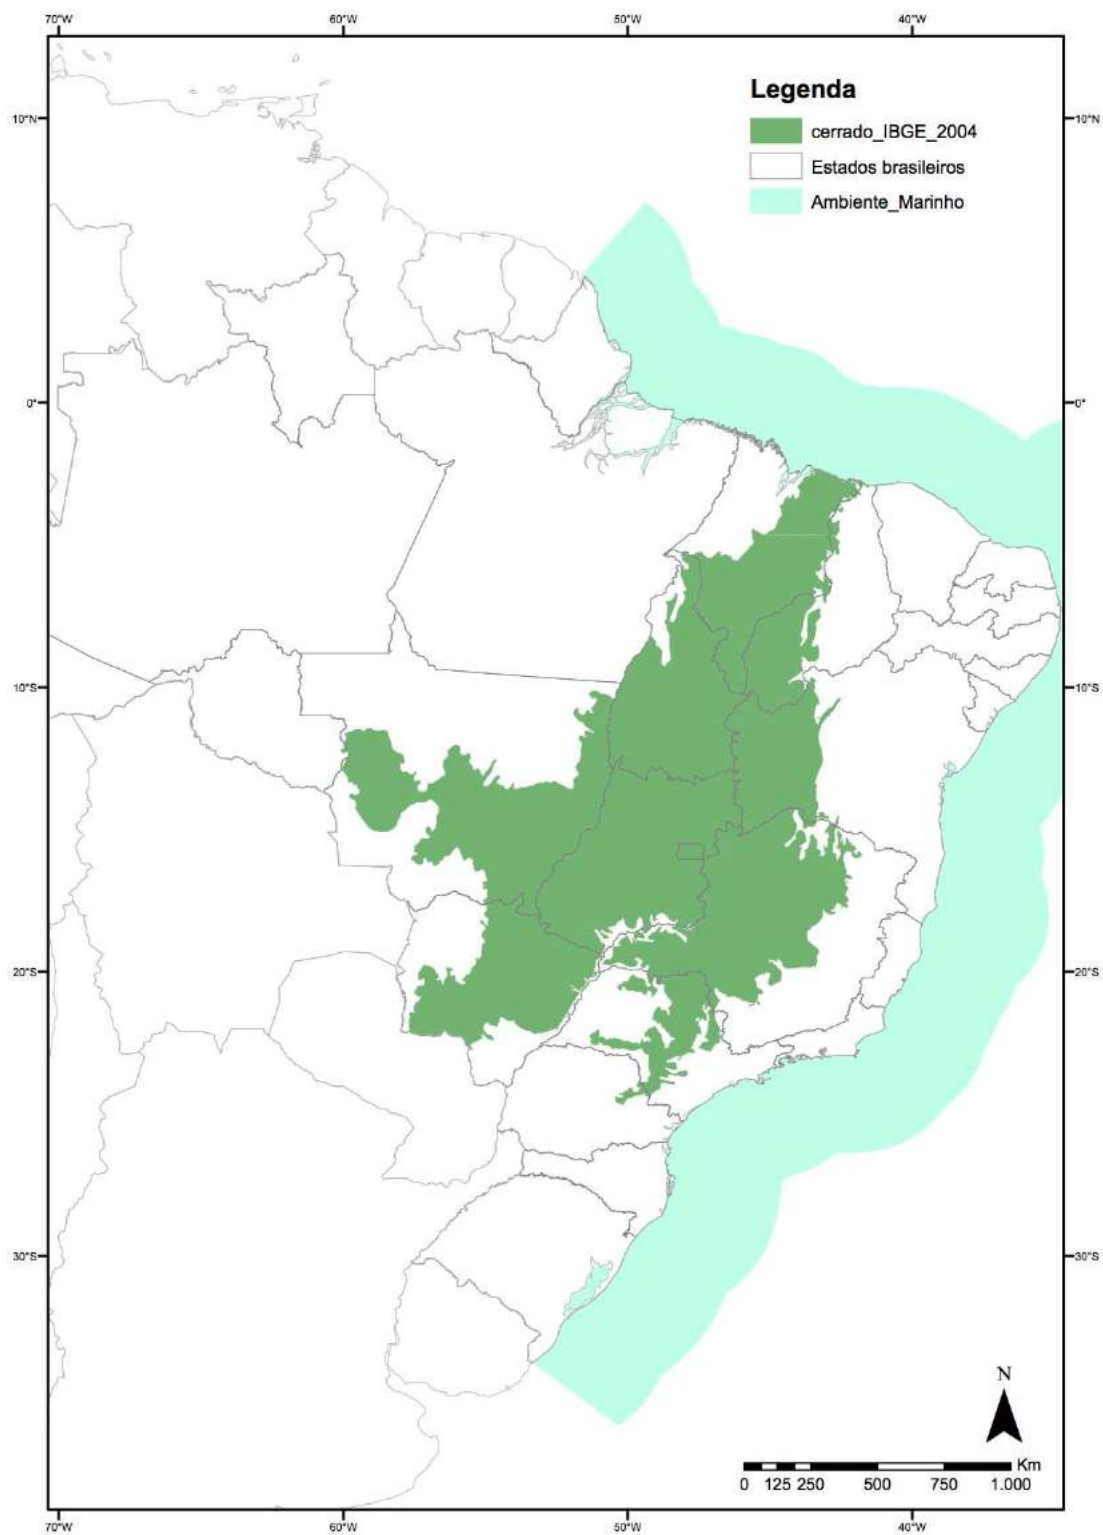 70°W 60°W 50°W 40°W
Legenda
10°N 10°N
cerrado_IBGE_2004
Estados brasileiros
Ambiente_Marinho
0° 0°
10°S 10°S
20°S 20°S
30°S 30°S
N
Km
0 125 250 500 750 1.000
70°W 60°W 50°W 40°W